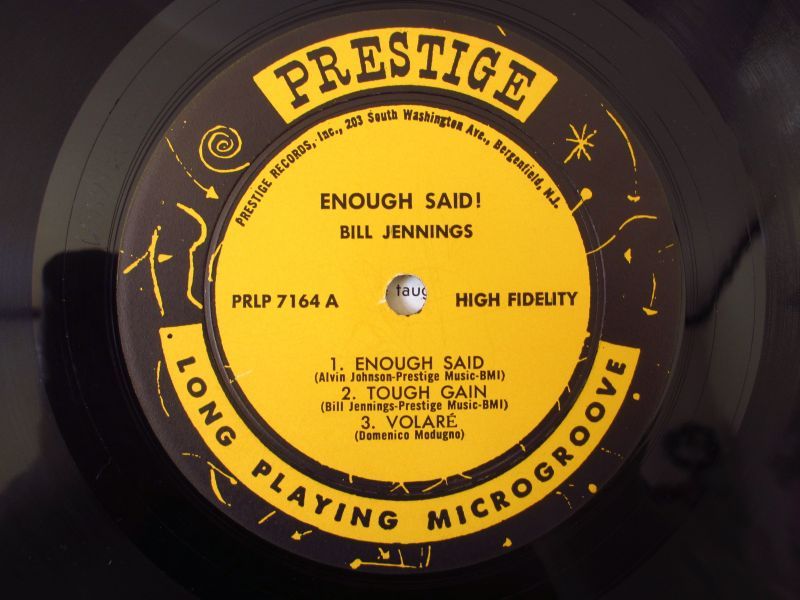 PRESTIGE
PRESTIGE RECORDS, Inc., 203 South Washington Ave., Bergenfield, N.J.
ENOUGH SAID!
BILL JENNINGS
PRLP 7164 A
taug
HIGH FIDELITY
1. ENOUGH SAID
(Alvin Johnson-Prestige Music-BMI)
2. TOUGH GAIN
(Bill Jennings-Prestige Music-BMI)
3. VOLARÉ
(Domenico Modugno)
LONG PLAYING MICROGROOVE